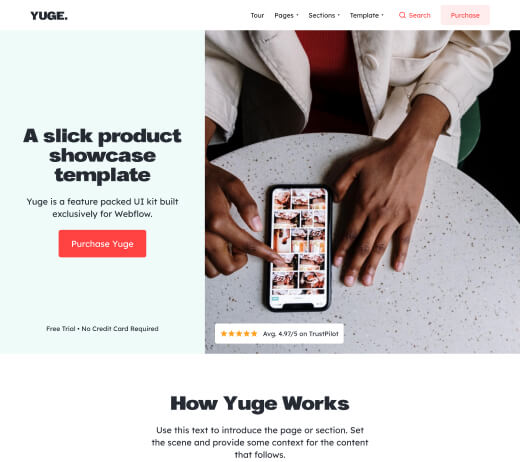 YUGE.
Tour
Pages
Sections
Template
Search
Purchase
A slick product
showcase
template
Yuge is a feature packed UI kit built
exclusively for Webflow.
Purchase Yuge
Free Trial • No Credit Card Required
Avg. 4.97/5 on TrustPilot
How Yuge Works
Use this text to introduce the page or section. Set
the scene and provide some context for the content
that follows.